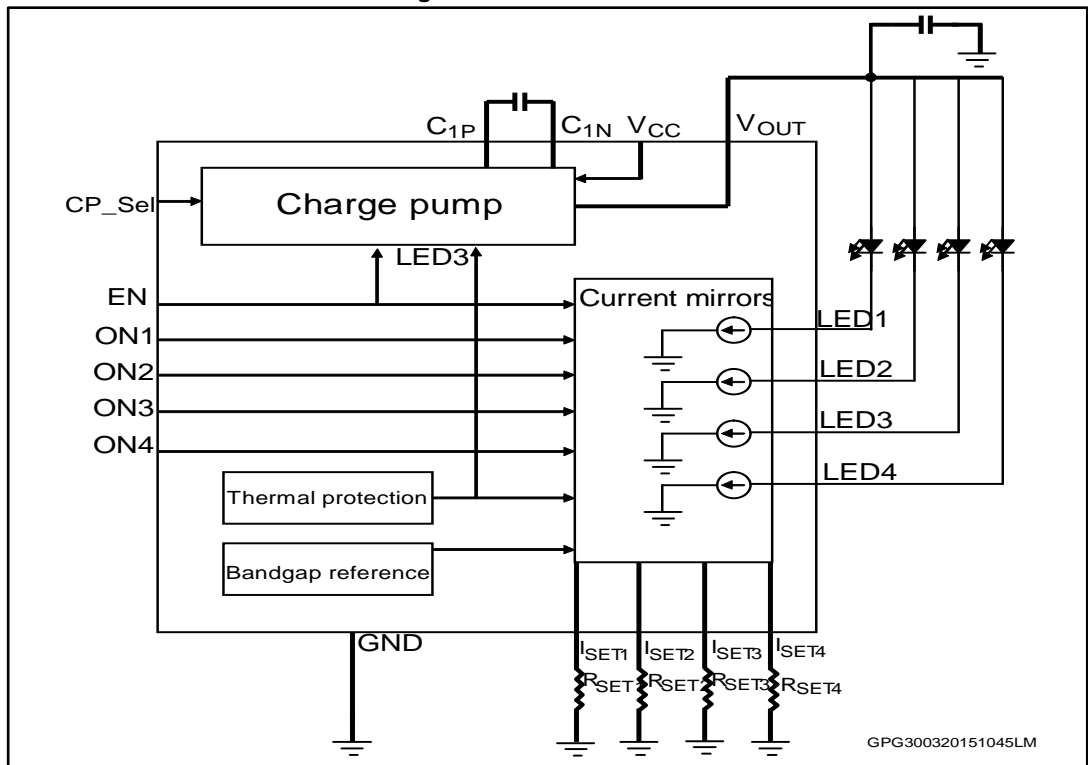 C1P
C1N
VCC
VOUT
CP_Sel
Charge pump
LED3
EN
ON1
ON2
ON3
ON4
Current mirrors
LED1
LED2
LED3
LED4
Thermal protection
Bandgap reference
GND
ISET1
ISET2
ISET3
ISET4
RSET
RSET
RSET3
RSET4
GPG300320151045LM